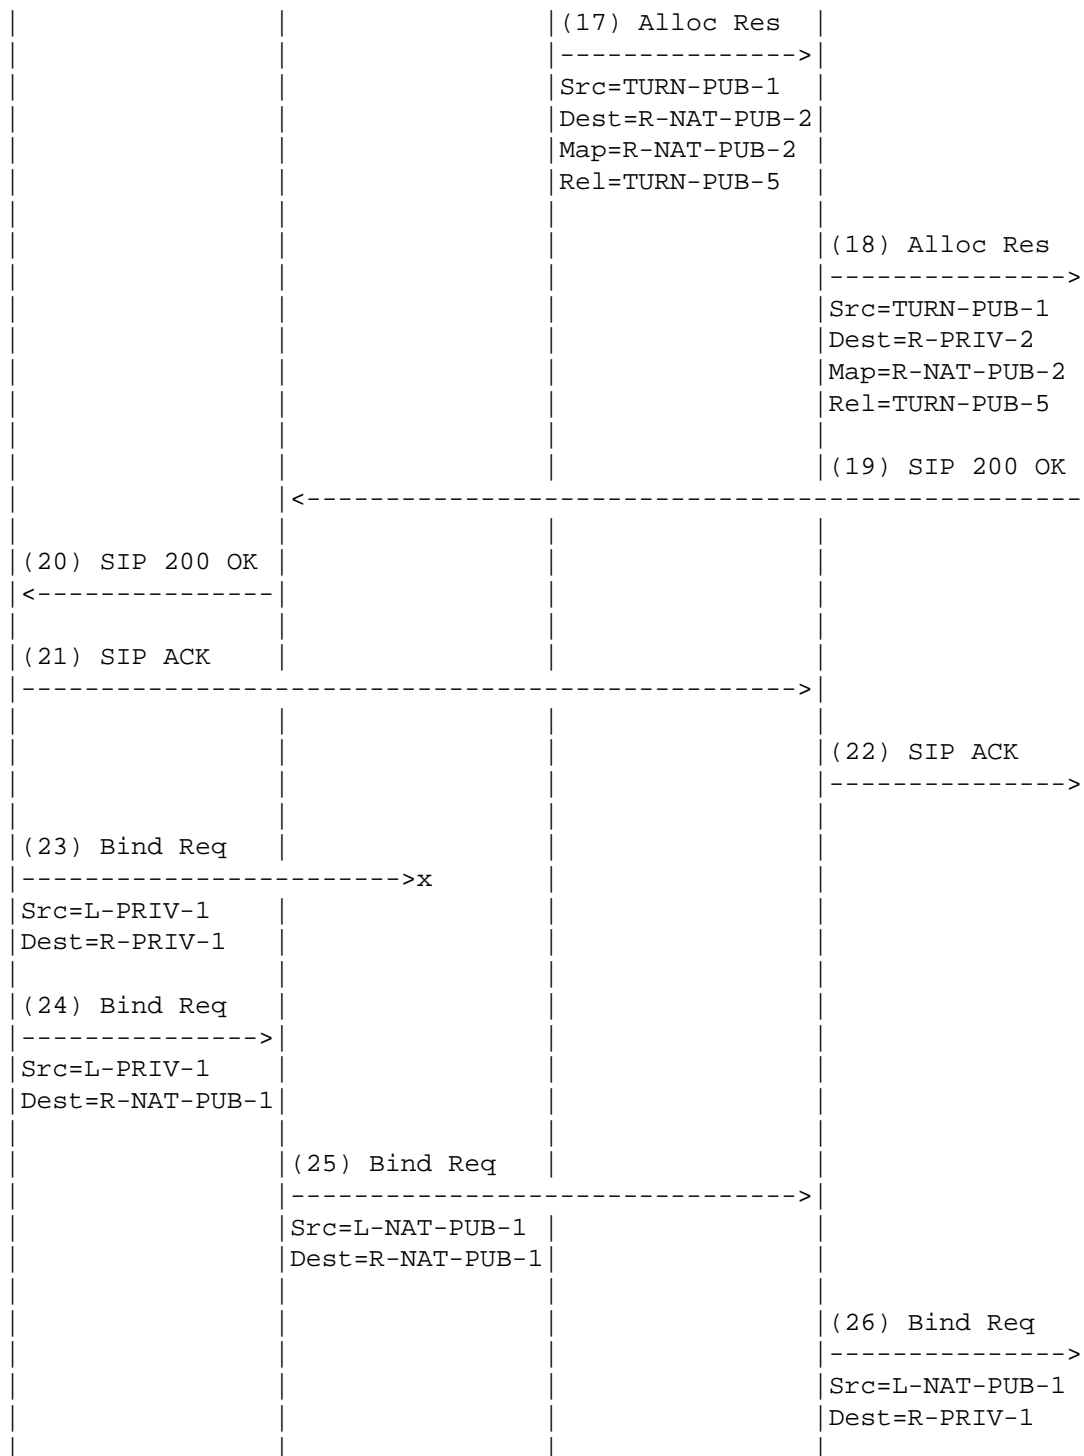 (17) Alloc Res
Src=TURN-PUB-1
Dest=R-NAT-PUB-2
Map=R-NAT-PUB-2
Rel=TURN-PUB-5
(18) Alloc Res
Src=TURN-PUB-1
Dest=R-PRIV-2
Map=R-NAT-PUB-2
Rel=TURN-PUB-5
(19) SIP 200 OK
(20) SIP 200 OK
(21) SIP ACK
(22) SIP ACK
(23) Bind Req
x
Src=L-PRIV-1
Dest=R-PRIV-1
(24) Bind Req
Src=L-PRIV-1
Dest=R-NAT-PUB-1
(25) Bind Req
Src=L-NAT-PUB-1
Dest=R-NAT-PUB-1
(26) Bind Req
Src=L-NAT-PUB-1
Dest=R-PRIV-1